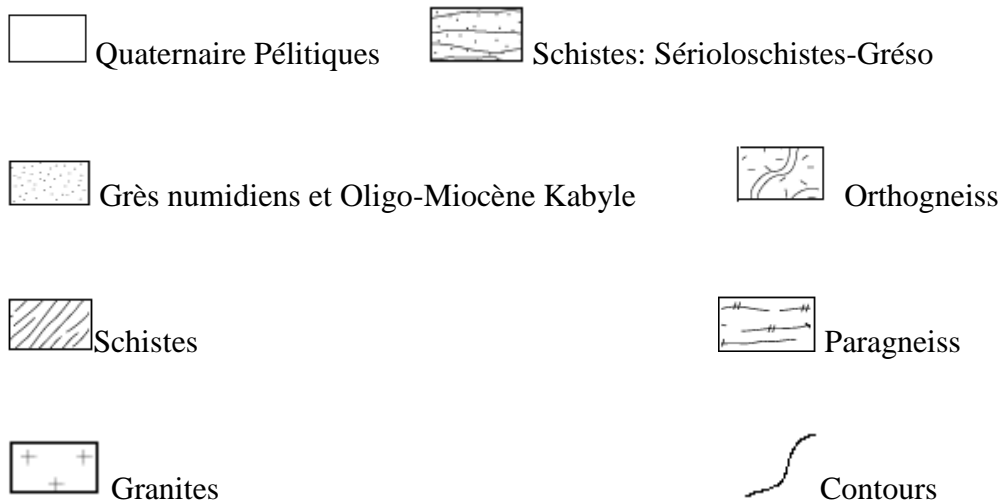 Quaternaire Pélitiques Schistes: Sérioloschistes-Gréso
Grès numidiens et Oligo-Miocène Kabyle Orthogneiss
Schistes Paragneiss
Granites Contours